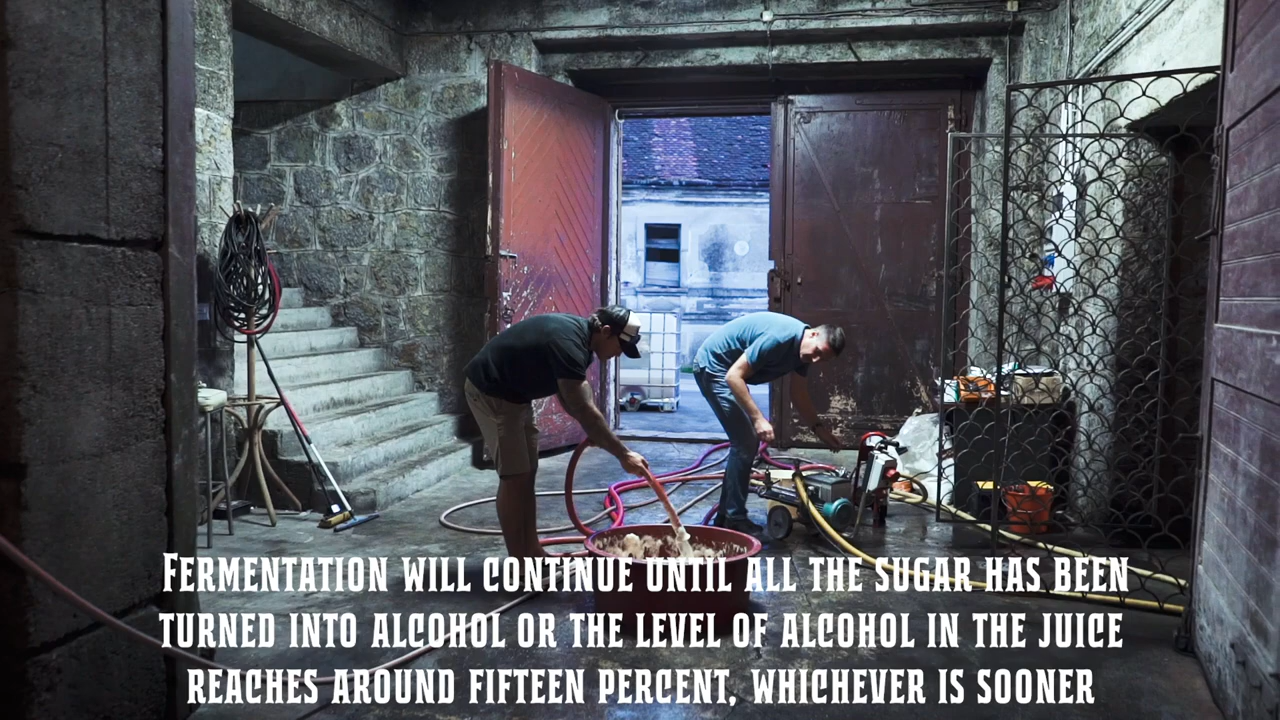 Fermentation will continue until all the sugar has been
turned into alcohol or the level of alcohol in the juice
reaches around fifteen percent, whichever is sooner